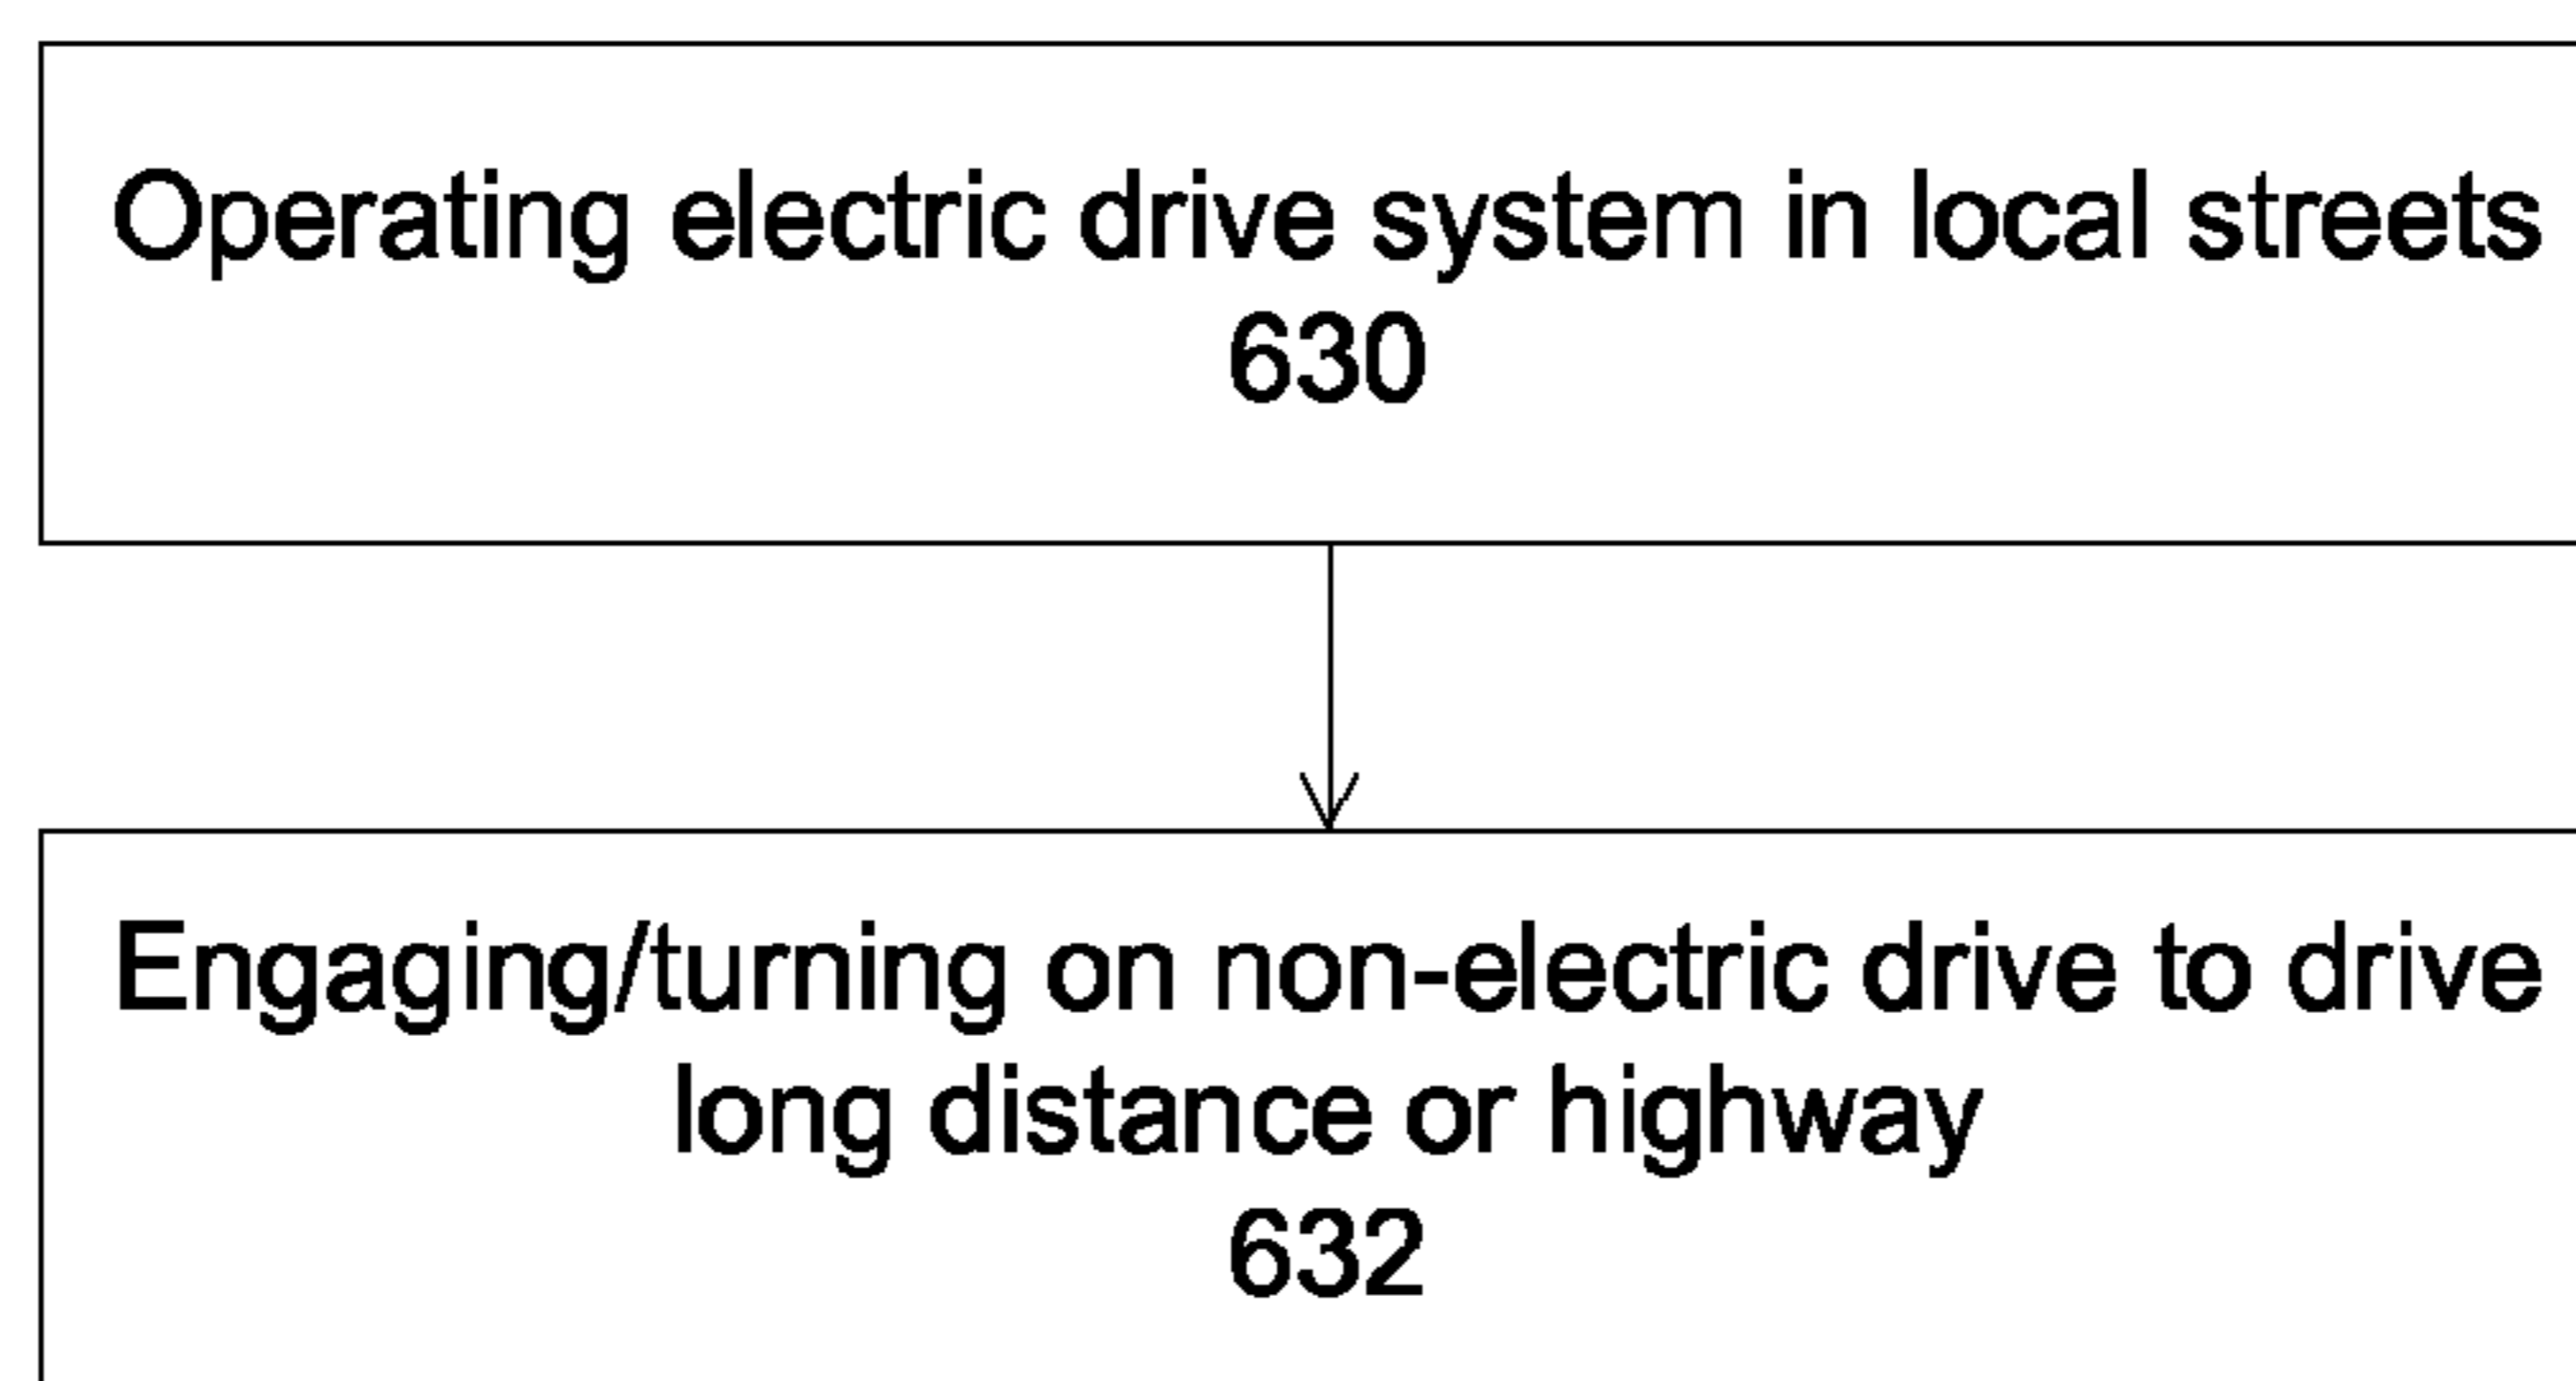 Operating electric drive system in local streets
630
Engaging/turning on non-electric drive to drive
long distance or highway
632